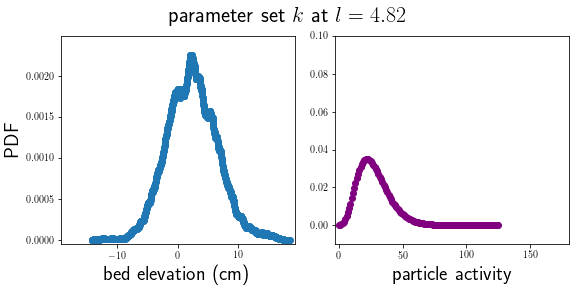 parameter set k at l = 4.82
PDF
0.0020
0.0015
0.0010
0.0005
0.0000
−10 0 10
bed elevation (cm)
0.10
0.08
0.06
0.04
0.02
0.00
0 50 100 150
particle activity